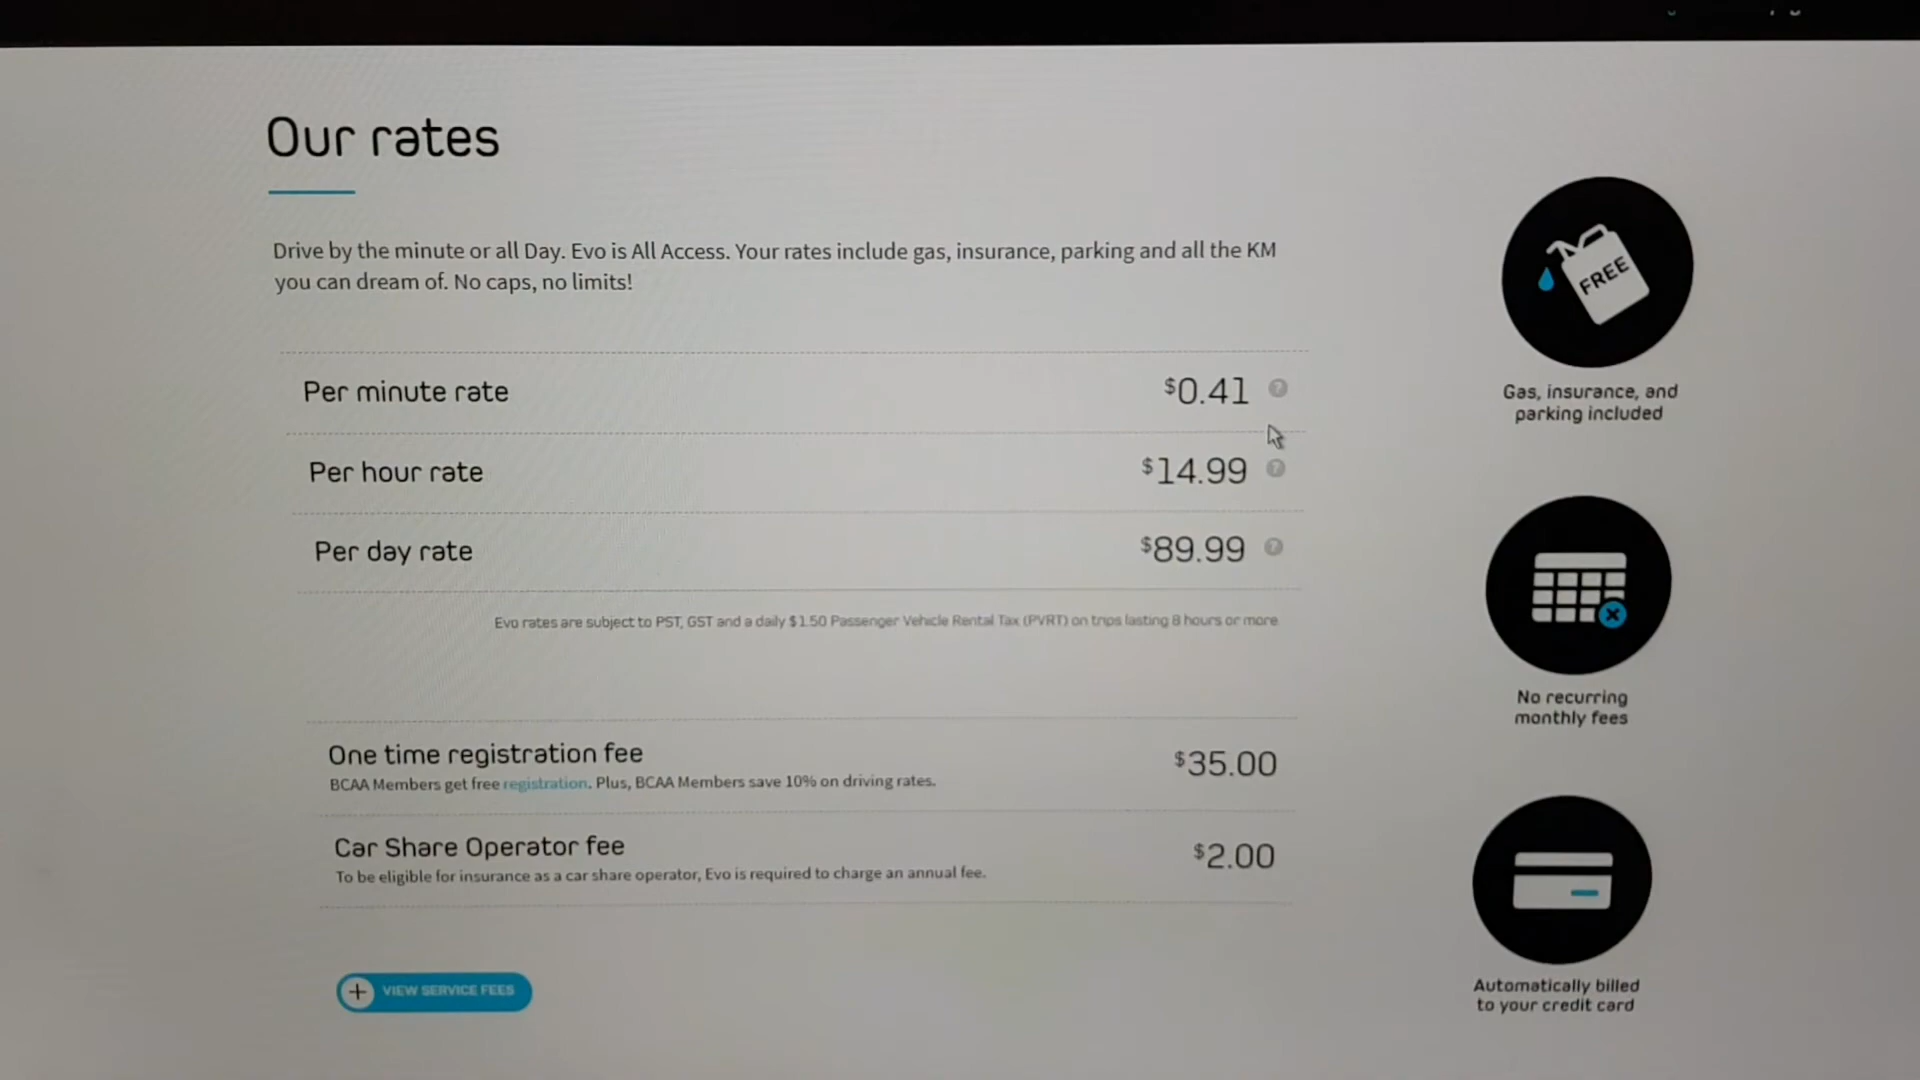 Our rates
Drive by the minute or all Day. Evo is All Access. Your rates include gas, insurance, parking and all the KM
you can dream of. No caps, no limits!
Per minute rate $0.41 ?
Per hour rate $14.99 ?
Per day rate $89.99 ?
Evo rates are subject to PST, GST and a daily $1.50 Passenger Vehicle Rental Tax (PVRT) on trips lasting 8 hours or more
One time registration fee $35.00
BCAA Members get free registration. Plus, BCAA Members save 10% on driving rates.
Car Share Operator fee $2.00
To be eligible for insurance as a car share operator, Evo is required to charge an annual fee.
+ VIEW SERVICE FEES
FREE
Gas, insurance, and
parking included
No recurring
monthly fees
Automatically billed
to your credit card